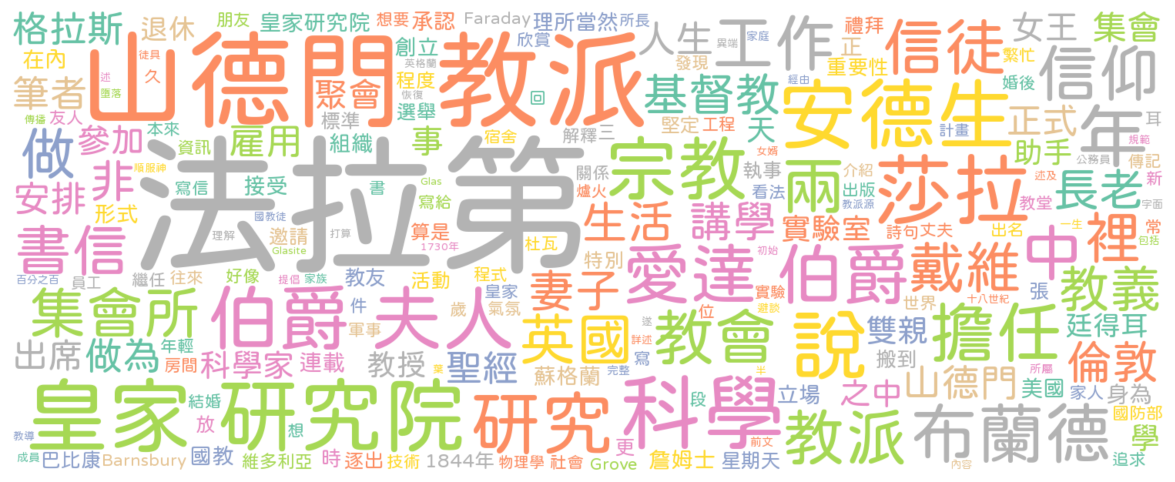 格拉斯 退休 朋友 皇家研究院 想要 承認 Faraday 理所當然 所長
在內 山德門教派 創立 欣賞 人生 異端 家庭 工作 禮拜 信徒 女王 集會
述 徒具 久 英格蘭 程度 發現 正 重要性 繁忙 信仰
筆者 墮落 聚會 恢復 選舉 回 基督教 經由 安德生 婚後 年
傳播 友人 本來 標準 宿舍 解釋 三 堅定 工程 天 計畫 正式 耳
做 參加 資訊 雇用 組織 事 女婿 助手 規範
隱服神 法拉第 關係 宗教 執事 介紹 公務員 傳記
安排 非 寫信 接受 書 Glas 寫給 爐火 看法 兩 出版 莎拉 述及 長老 新
形式 國教徒 教派源 教堂 字面
書信 理解 邀請 打算 算是 杜瓦 生活 講學 實驗室 詩句 丈夫 出名 一生 裡 常
Glasite 1730年 初始 中 包括
百分之百 員工 繼任 往來 好像 提倡 家族 教友 活動 程式 特別 愛達 實驗 伯爵 戴維 張 教義
集會所 伯爵夫人 件 歲 氣氛 皇家 妻子 位 避談 世界 十八世紀
軍事 英國 遂 教會 說 雙親 擔任 廷得耳
出席 做為 年輕 房間 科學家 連載 教授 聖經 葉 蘇格蘭 寫 詳述 完整 半 搬到 所屬 倫敦
皇家研究院 結婚 放 想 研究 科學 段 立場 之中 山德門 美國 家人 身為
教派 布蘭德 國防部
教導 更 前文 學
成員 巴比康 Barnsbury 國教 維多利亞 時 逐出 技術 1844年 物理學 社會 Grove 詹姆士 星期天 內容 追求